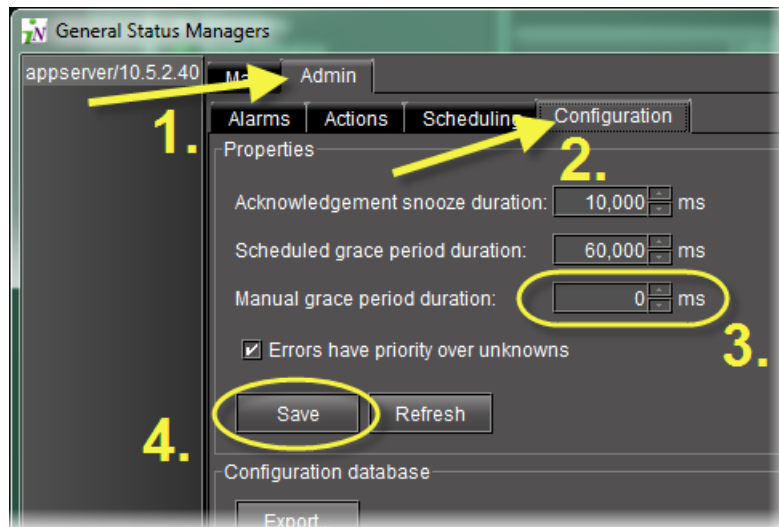 iN General Status Managers
appserver/10.5.2.40
Admin
1.
Alarms Actions Scheduling Configuration
Properties
2.
Acknowledgement snooze duration: 10,000 ms
Scheduled grace period duration: 60,000 ms
Manual grace period duration: 0 ms
3.
Errors have priority over unknowns
Save Refresh
4.
Configuration database
Export